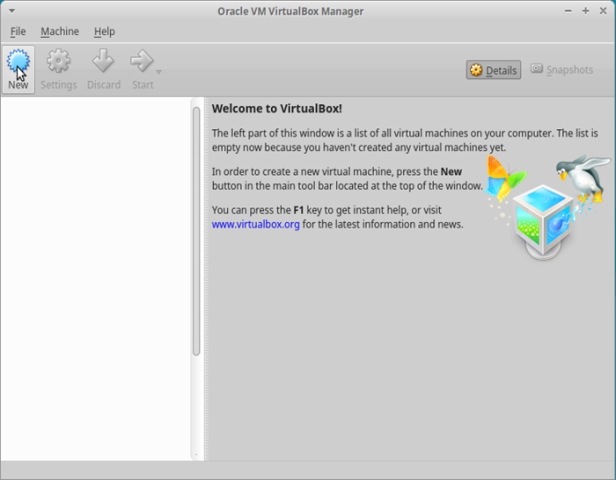 Oracle VM VirtualBox Manager
File Machine Help
New Settings Discard Start Details Snapshots
Welcome to VirtualBox!
The left part of this window is a list of all virtual machines on your computer. The list is
empty now because you haven't created any virtual machines yet.
In order to create a new virtual machine, press the New
button in the main tool bar located at the top of the window.
You can press the F1 key to get instant help, or visit
www.virtualbox.org for the latest information and news.